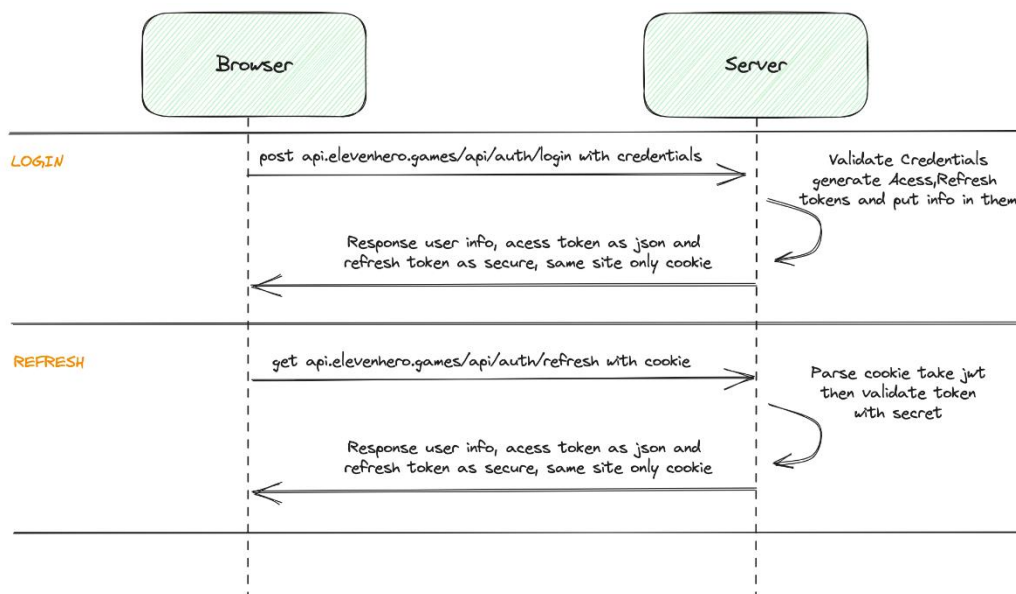 Browser
Server
LOGIN
post api.elevenhero.games/api/auth/login with credentials
Validate Credentials
generate Acess,Refresh
tokens and put info in them
Response user info, acess token as json and
refresh token as secure, same site only cookie
REFRESH
get api.elevenhero.games/api/auth/refresh with cookie
Parse cookie take jwt
then validate token
with secret
Response user info, acess token as json and
refresh token as secure, same site only cookie